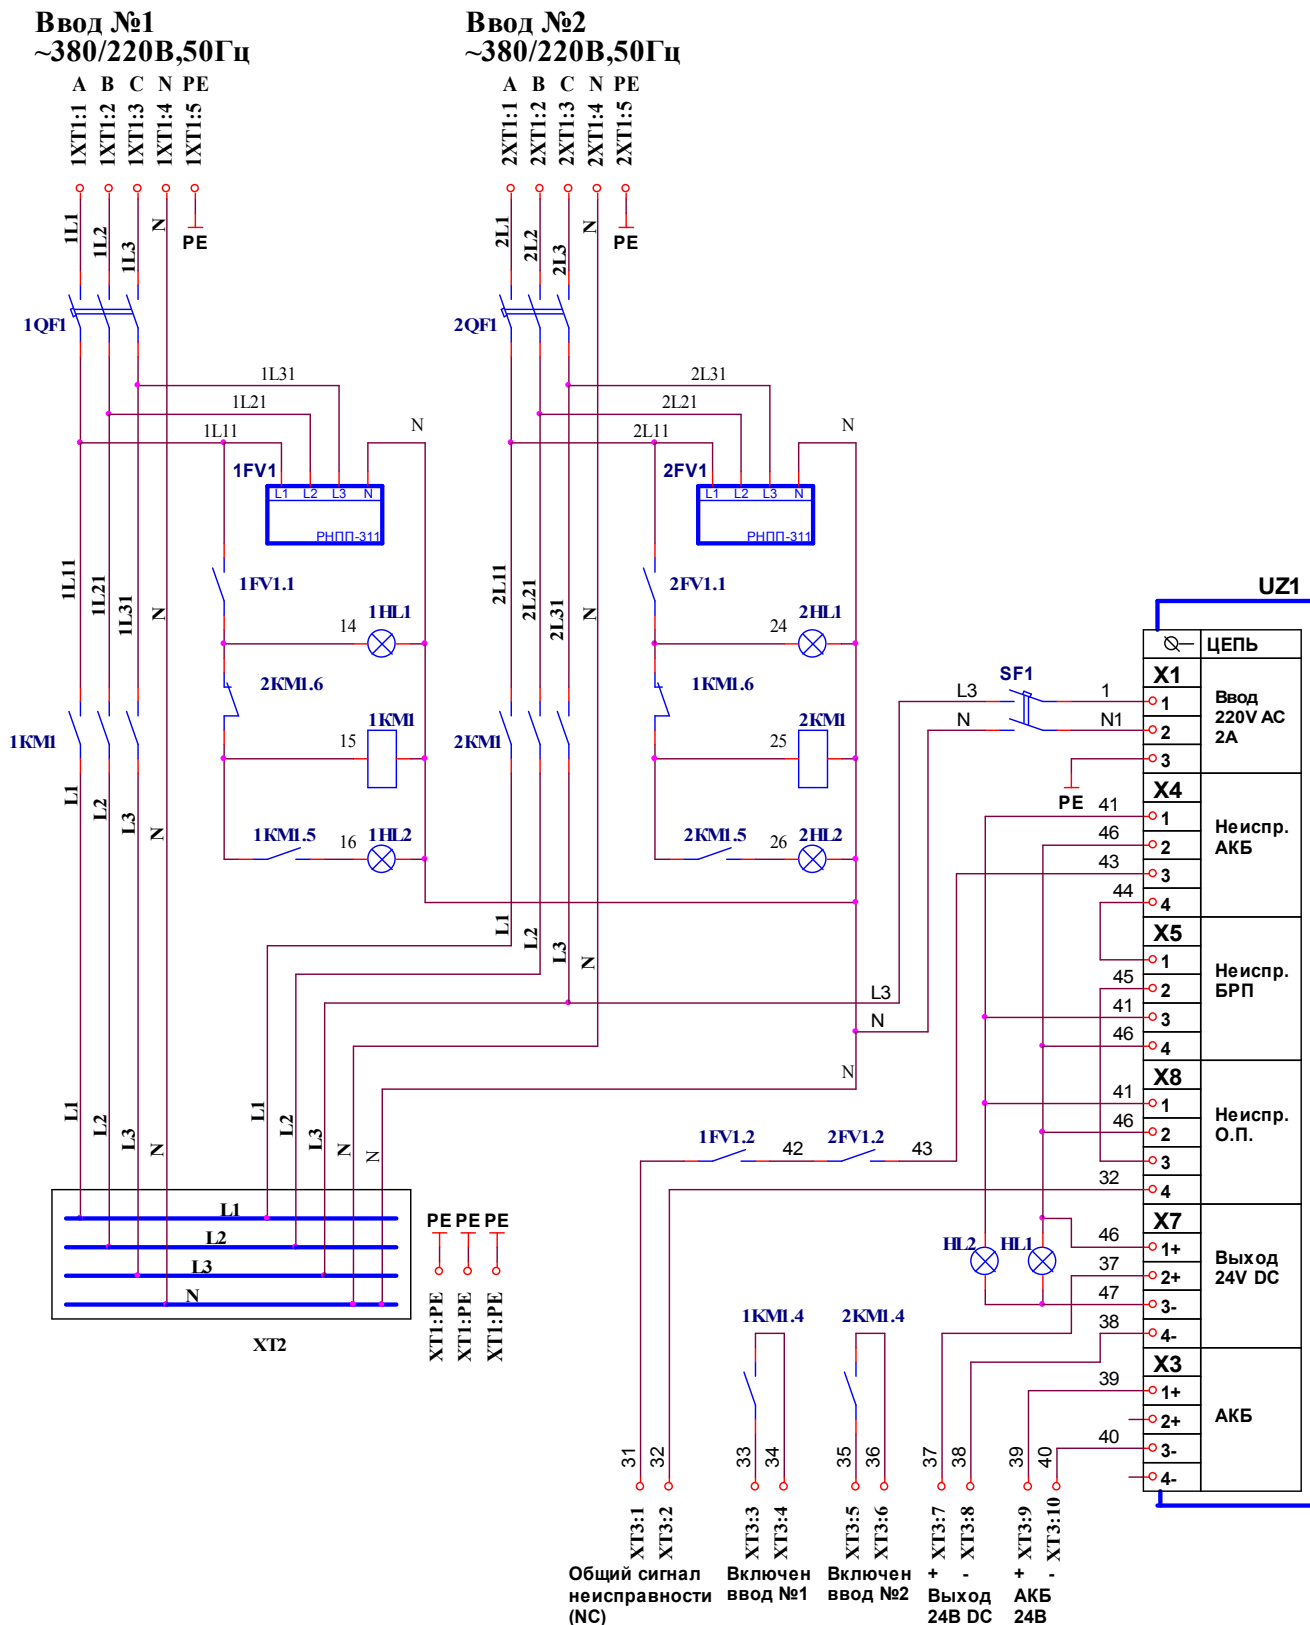 Ввод №1
~380/220В,50Гц
A B C N PE
1XT1:1 1XT1:2 1XT1:3 1XT1:4 1XT1:5
Ввод №2
~380/220В,50Гц
A B C N PE
2XT1:1 2XT1:2 2XT1:3 2XT1:4 2XT1:5
1L1 1L2 1L3 N PE
2L1 2L2 2L3 N PE
1QF1
2QF1
1L31
1L21
1L11
N
2L31
2L21
2L11
N
1FV1
L1 L2 L3 N
РНПП-311
2FV1
L1 L2 L3 N
РНПП-311
1L11 1L21 1L31 N
1FV1.1
14 1HL1
2L11 2L21 2L31 N
2FV1.1
24 2HL1
2KM1.6
1KM1.6
1KM1
15 1KM1
2KM1
25 2KM1
L1 L2 L3 N
1KM1.5 16 1HL2
2KM1.5 26 2HL2
L1 L2 L3 N
L3 SF1 1
N N1
PE
L3
N
N
UZ1
ЦЕПЬ
X1
1
2
3
Ввод
220V AC
2A
X4
41 1
46 2
43 3
44 4
Неиспр.
АКБ
X5
1
45 2
41 3
46 4
Неиспр.
БРП
X8
41 1
46 2
3
32 4
Неиспр.
О.П.
X7
46 1+
37 2+
47 3-
38 4-
Выход
24V DC
X3
39 1+
2+
40 3-
4-
АКБ
L1 L2 L3 N
L1 L2 L3 N N
1FV1.2 42 2FV1.2 43
L1
L2
L3
N
XT2
PE PE PE
XT1:PE XT1:PE XT1:PE
HL2 HL1
1KM1.4 2KM1.4
31 32 33 34 35 36 37 38 39 40
XT3:1 XT3:2 XT3:3 XT3:4 XT3:5 XT3:6 XT3:7 XT3:8 XT3:9 XT3:10
Общий сигнал
неисправности
(NC)
Включен
ввод №1
Включен
ввод №2
+ -
Выход
24В DC
+ -
АКБ
24В